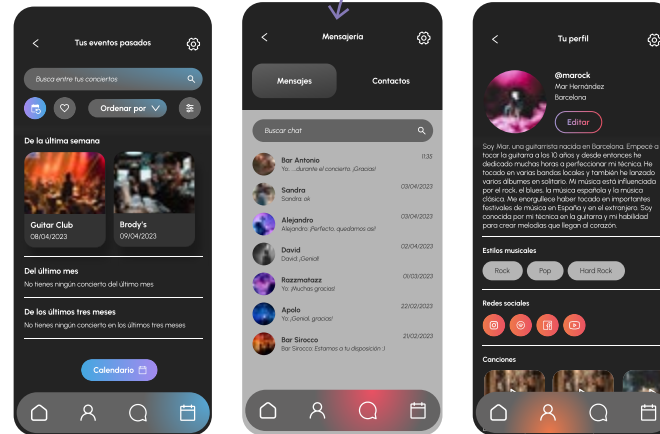 Tus eventos pasados
Busca entre tus conciertos
Ordenar por
De la última semana
Guitar Club
08/04/2023
Brody's
09/04/2023
Del último mes
No tienes ningún concierto del último mes
De los últimos tres meses
No tienes ningún concierto en los últimos tres meses
Calendario
Mensajería
Mensajes
Contactos
Buscar chat
Bar Antonio
11:35
Yo: ...durante el concierto. ¡Gracias!
Sandra
03/04/2023
Sandra: ok
Alejandro
03/04/2023
Alejandro: ¡Perfecto, quedamos así!
David
02/04/2023
David: ¡Genial!
Razzmatazz
01/03/2023
Yo: ¡Muchas gracias!
Apolo
22/02/2023
Yo: ¡Genial, gracias!
Bar Sirocco
21/02/2023
Bar Sirocco: Estamos a tu disposición :)
Tu perfil
@marock
Mar Hernández
Barcelona
Editar
Soy Mar, una guitarrista nacida en Barcelona. Empecé a
tocar la guitarra a los 10 años y desde entonces he
dedicado muchas horas a perfeccionar mi técnica. He
tocado en varias bandas locales y también he lanzado
varios álbumes en solitario. Mi música está influenciada
por el rock, el blues, la música española y la música
clásica. Me enorgullece haber tocado en importantes
festivales de música en España y en el extranjero. Soy
conocida por mi técnica en la guitarra y mi habilidad
para crear melodías que llegan al corazón.
Estilos musicales
Rock
Pop
Hard Rock
Redes sociales
Canciones